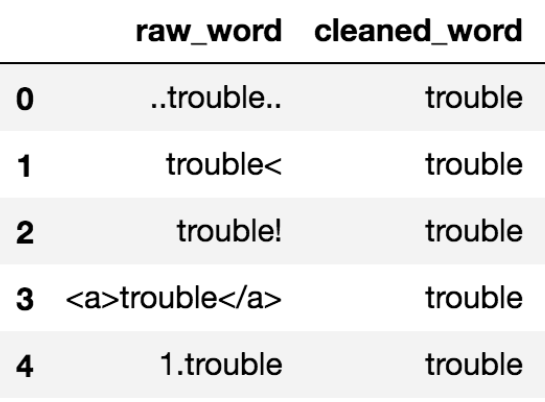 raw_word cleaned_word
0 ..trouble.. trouble
1 trouble< trouble
2 trouble! trouble
3 <a>trouble</a> trouble
4 1.trouble trouble